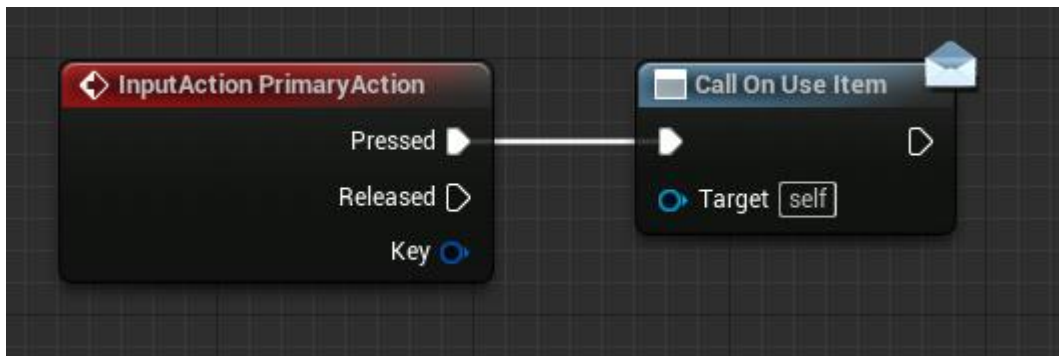 InputAction PrimaryAction
Pressed
Released
Key
Call On Use Item
Target self